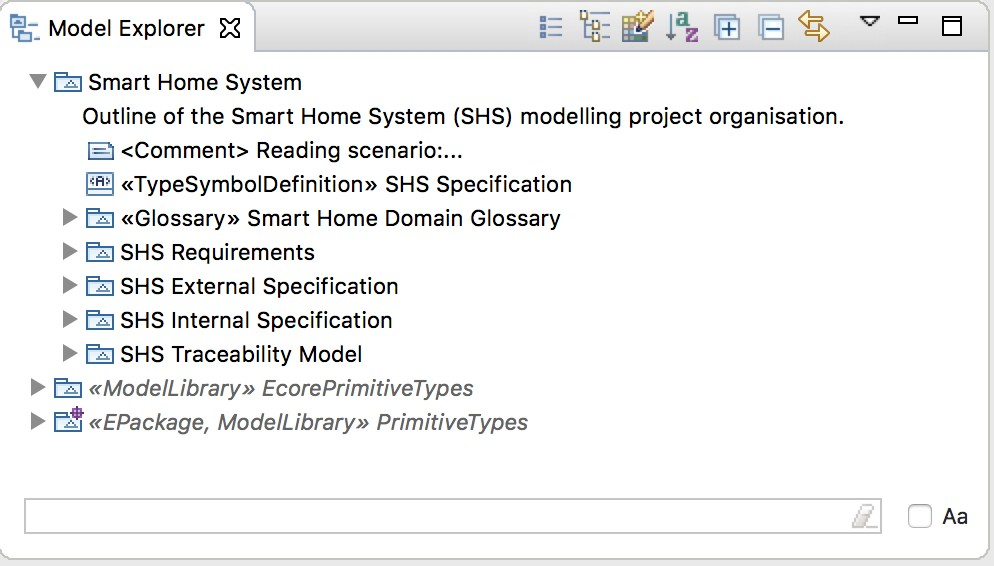 Model Explorer
Smart Home System
Outline of the Smart Home System (SHS) modelling project organisation.
<Comment> Reading scenario:...
«TypeSymbolDefinition» SHS Specification
«Glossary» Smart Home Domain Glossary
SHS Requirements
SHS External Specification
SHS Internal Specification
SHS Traceability Model
«ModelLibrary» EcorePrimitiveTypes
«EPackage, ModelLibrary» PrimitiveTypes
Aa